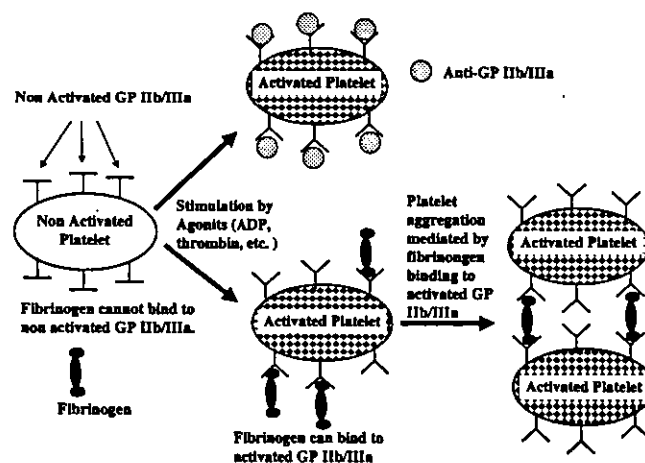 Activated Platelet
Anti-GP IIb/IIIa
Non Activated GP IIb/IIIa
Non Activated
Platelet
Stimulation by
Agonits (ADP,
thrombin, etc. )
Platelet
aggregation
mediated by
fibrinongen
binding to
activated GP
IIb/IIIa
Activated Platelet
Fibrinogen cannot bind to
non activated GP IIb/IIIa.
Activated Platelet
Activated Platelet
Fibrinogen
Fibrinogen can bind to
activated GP IIb/IIIa